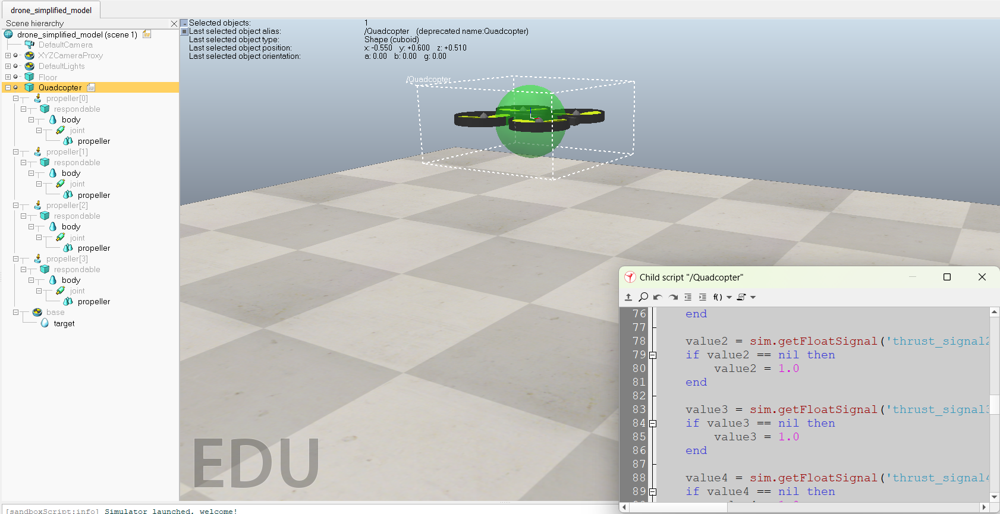 drone_simplified_model
Scene hierarchy
drone_simplified_model (scene 1)
DefaultCamera
XYZCameraProxy
DefaultLights
Floor
Quadcopter
propeller[0]
respondable
body
joint
propeller
propeller[1]
respondable
body
joint
propeller
propeller[2]
respondable
body
joint
propeller
propeller[3]
respondable
body
joint
propeller
base
target
Selected objects: 1
Last selected object alias: /Quadcopter (deprecated name:Quadcopter)
Last selected object type: Shape (cuboid)
Last selected object position: x: -0.550 y: +0.600 z: +0.510
Last selected object orientation: a: 0.00 b: 0.00 g: 0.00
/Quadcopter
EDU
Child script "/Quadcopter"
f()
76 end
77
78 value2 = sim.getFloatSignal('thrust_signal2
79 if value2 == nil then
80 value2 = 1.0
81 end
82
83 value3 = sim.getFloatSignal('thrust_signal3
84 if value3 == nil then
85 value3 = 1.0
86 end
87
88 value4 = sim.getFloatSignal('thrust_signal4
89 if value4 == nil then
[sandboxScript:info] Simulator launched, welcome!